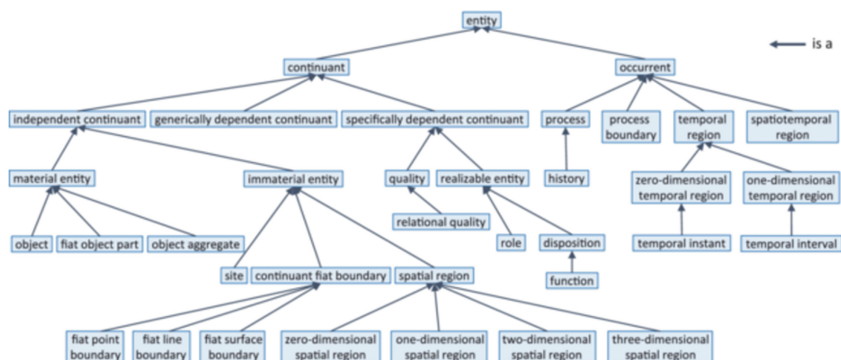 entity
is a
continuant
occurrent
independent continuant
generically dependent continuant
specifically dependent continuant
process
process
boundary
temporal
region
spatiotemporal
region
material entity
immaterial entity
quality
realizable entity
history
zero-dimensional
temporal region
one-dimensional
temporal region
relational quality
object
fiat object part
object aggregate
role
disposition
temporal instant
temporal interval
site
continuant fiat boundary
spatial region
function
fiat point
boundary
fiat line
boundary
fiat surface
boundary
zero-dimensional
spatial region
one-dimensional
spatial region
two-dimensional
spatial region
three-dimensional
spatial region